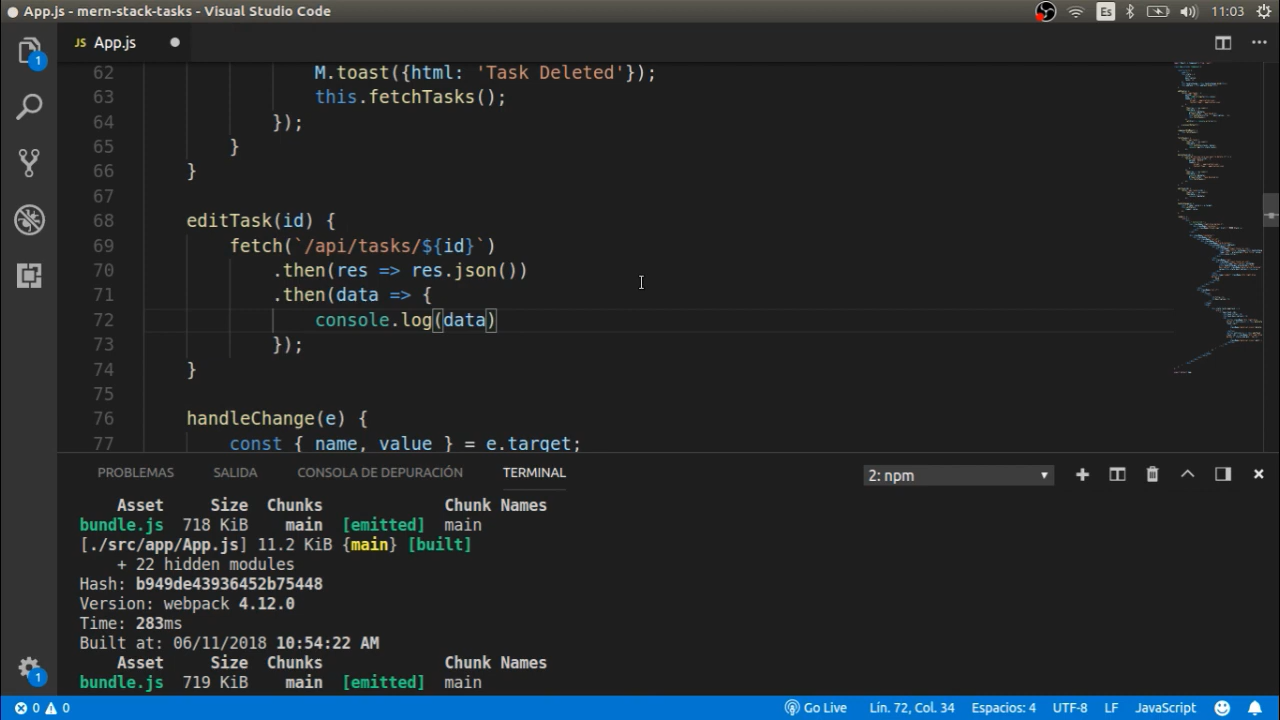 App.js - mern-stack-tasks - Visual Studio Code
Es
11:03
1
JS App.js
62 M.toast({html: 'Task Deleted'});
63 this.fetchTasks();
64 });
65 }
66 }
67
68 editTask(id) {
69 fetch(`/api/tasks/${id}`)
70 .then(res => res.json())
71 .then(data => {
72 console.log(data)
73 });
74 }
75
76 handleChange(e) {
77 const { name, value } = e.target;
PROBLEMAS SALIDA CONSOLA DE DEPURACIÓN TERMINAL 2: npm
Asset Size Chunks Chunk Names
bundle.js 718 KiB main [emitted] main
[./src/app/App.js] 11.2 KiB {main} [built]
+ 22 hidden modules
Hash: b949de43936452b75448
Version: webpack 4.12.0
Time: 283ms
Built at: 06/11/2018 10:54:22 AM
Asset Size Chunks Chunk Names
bundle.js 719 KiB main [emitted] main
1
0 0 Go Live Lín. 72, Col. 34 Espacios: 4 UTF-8 LF JavaScript